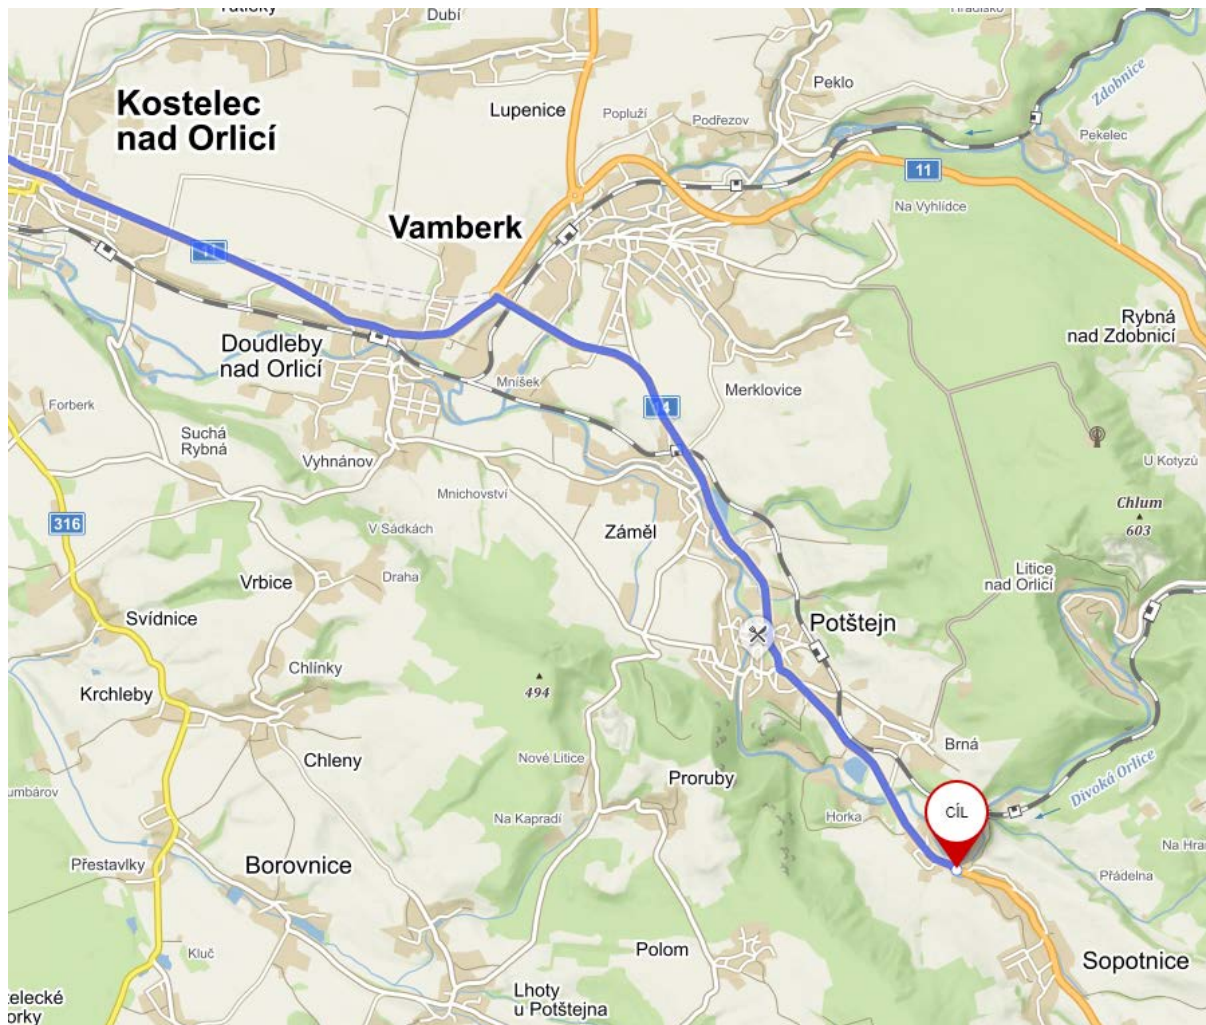 Dubí
Kostelec
nad Orlicí
Lupenice
Popluží
Podřezov
Peklo
Zdobnice
Pekelec
11
Na Vyhlídce
Vamberk
11
Doudleby
nad Orlicí
Rybná
nad Zdobnicí
Mníšek
Merklovice
14
Forberk
Suchá
Rybná
Vyhnánov
U Kotyzů
Mnichovství
316
V Sádkách
Záměl
Chlum
603
Litice
nad Orlicí
Vrbice
Draha
Svídnice
Potštejn
Chlínky
494
Krchleby
Chleny
Nové Litice
Proruby
Brná
Divoká Orlice
CÍL
Horka
Na Kapradí
Přestavlky
Borovnice
Přádelna
Kluč
Polom
Sopotnice
Lhoty
u Potštejna